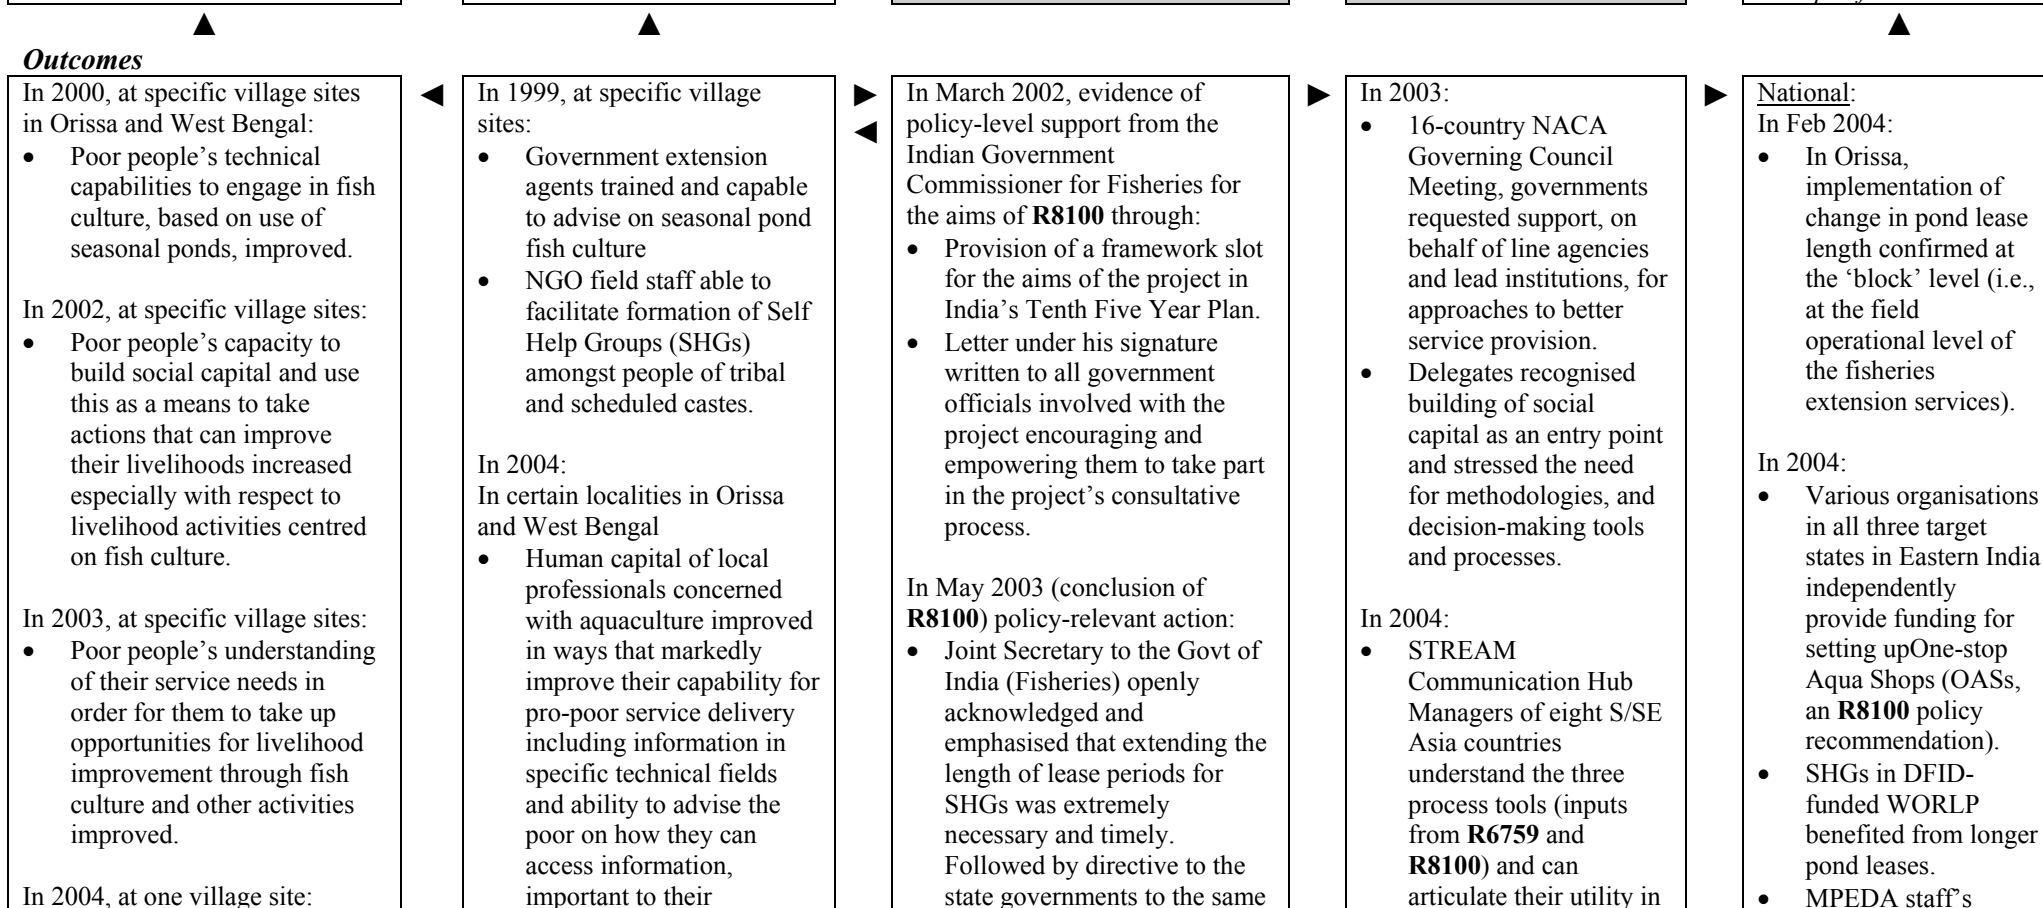 Outcomes
In 2000, at specific village sites
in Orissa and West Bengal:
• Poor people's technical
capabilities to engage in fish
culture, based on use of
seasonal ponds, improved.
In 2002, at specific village sites:
• Poor people's capacity to
build social capital and use
this as a means to take
actions that can improve
their livelihoods increased
especially with respect to
livelihood activities centred
on fish culture.
In 2003, at specific village sites:
• Poor people's understanding
of their service needs in
order for them to take up
opportunities for livelihood
improvement through fish
culture and other activities
improved.
In 2004, at one village site:
In 1999, at specific village
sites:
• Government extension
agents trained and capable
to advise on seasonal pond
fish culture
• NGO field staff able to
facilitate formation of Self
Help Groups (SHGs)
amongst people of tribal
and scheduled castes.
In 2004:
In certain localities in Orissa
and West Bengal
• Human capital of local
professionals concerned
with aquaculture improved
in ways that markedly
improve their capability for
pro-poor service delivery
including information in
specific technical fields
and ability to advise the
poor on how they can
access information,
important to their
In March 2002, evidence of
policy-level support from the
Indian Government
Commissioner for Fisheries for
the aims of R8100 through:
• Provision of a framework slot
for the aims of the project in
India's Tenth Five Year Plan.
• Letter under his signature
written to all government
officials involved with the
project encouraging and
empowering them to take part
in the project's consultative
process.
In May 2003 (conclusion of
R8100) policy-relevant action:
• Joint Secretary to the Govt of
India (Fisheries) openly
acknowledged and
emphasised that extending the
length of lease periods for
SHGs was extremely
necessary and timely.
Followed by directive to the
state governments to the same
In 2003:
• 16-country NACA
Governing Council
Meeting, governments
requested support, on
behalf of line agencies
and lead institutions, for
approaches to better
service provision.
• Delegates recognised
building of social
capital as an entry point
and stressed the need
for methodologies, and
decision-making tools
and processes.
In 2004:
• STREAM
Communication Hub
Managers of eight S/SE
Asia countries
understand the three
process tools (inputs
from R6759 and
R8100) and can
articulate their utility in
National:
In Feb 2004:
• In Orissa,
implementation of
change in pond lease
length confirmed at
the 'block' level (i.e.,
at the field
operational level of
the fisheries
extension services).
In 2004:
• Various organisations
in all three target
states in Eastern India
independently
provide funding for
setting upOne-stop
Aqua Shops (OASs,
an R8100 policy
recommendation).
• SHGs in DFID-
funded WORLP
benefited from longer
pond leases.
• MPEDA staff's